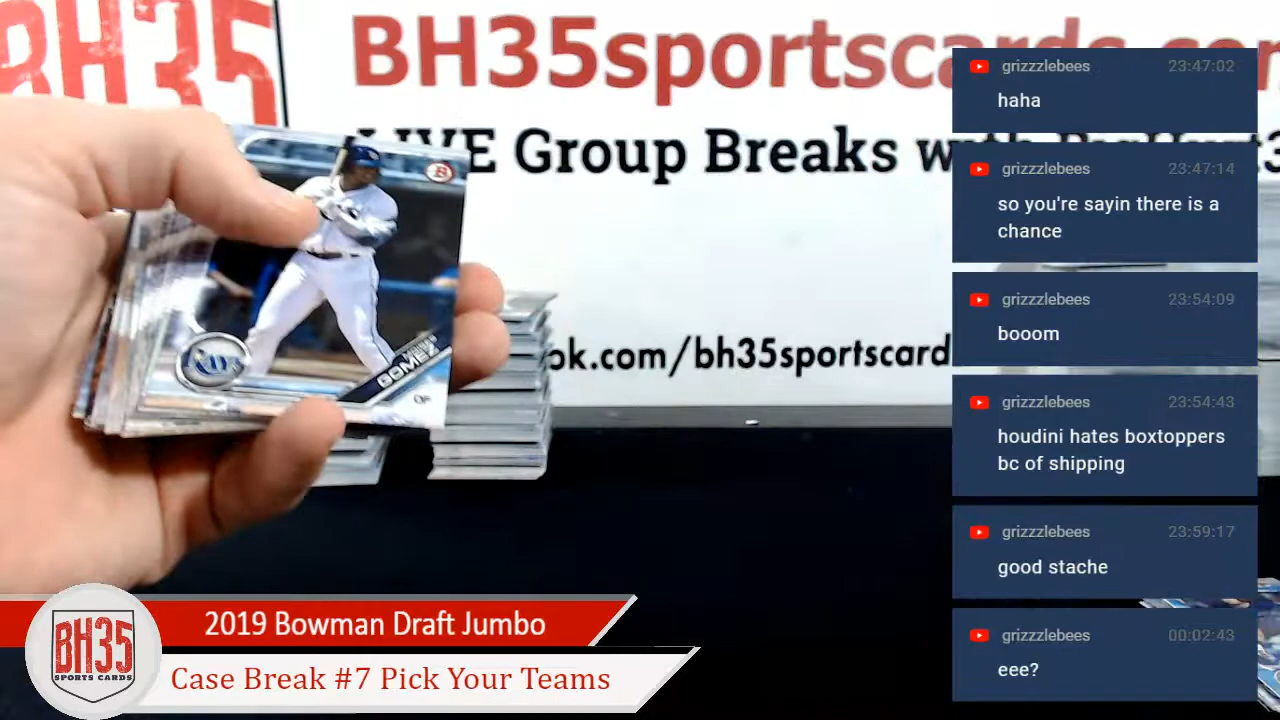 BH35
BH35sportscards.com
LIVE Group Breaks
ok.com/bh35sportscard
B
Rays
GOMEZ
OF
grizzzlebees 23:47:02
haha
grizzzlebees 23:47:14
so you're sayin there is a
chance
grizzzlebees 23:54:09
booom
grizzzlebees 23:54:43
houdini hates boxtoppers
bc of shipping
grizzzlebees 23:59:17
good stache
grizzzlebees 00:02:43
eee?
BH35
SPORTS CARDS
2019 Bowman Draft Jumbo
Case Break #7 Pick Your Teams